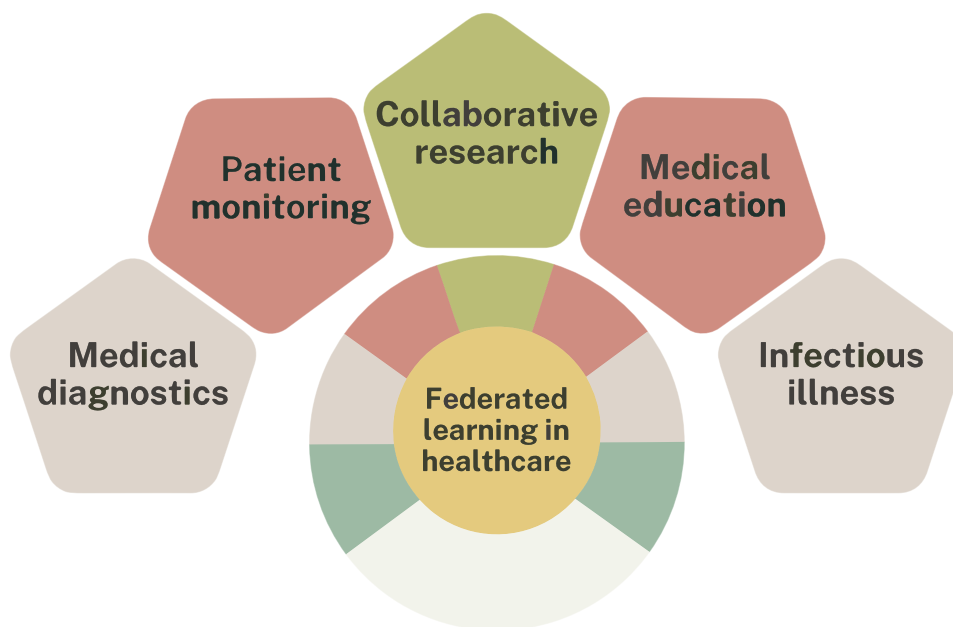 Collaborative
research
Patient
monitoring
Medical
education
Medical
diagnostics
Infectious
illness
Federated
learning in
healthcare